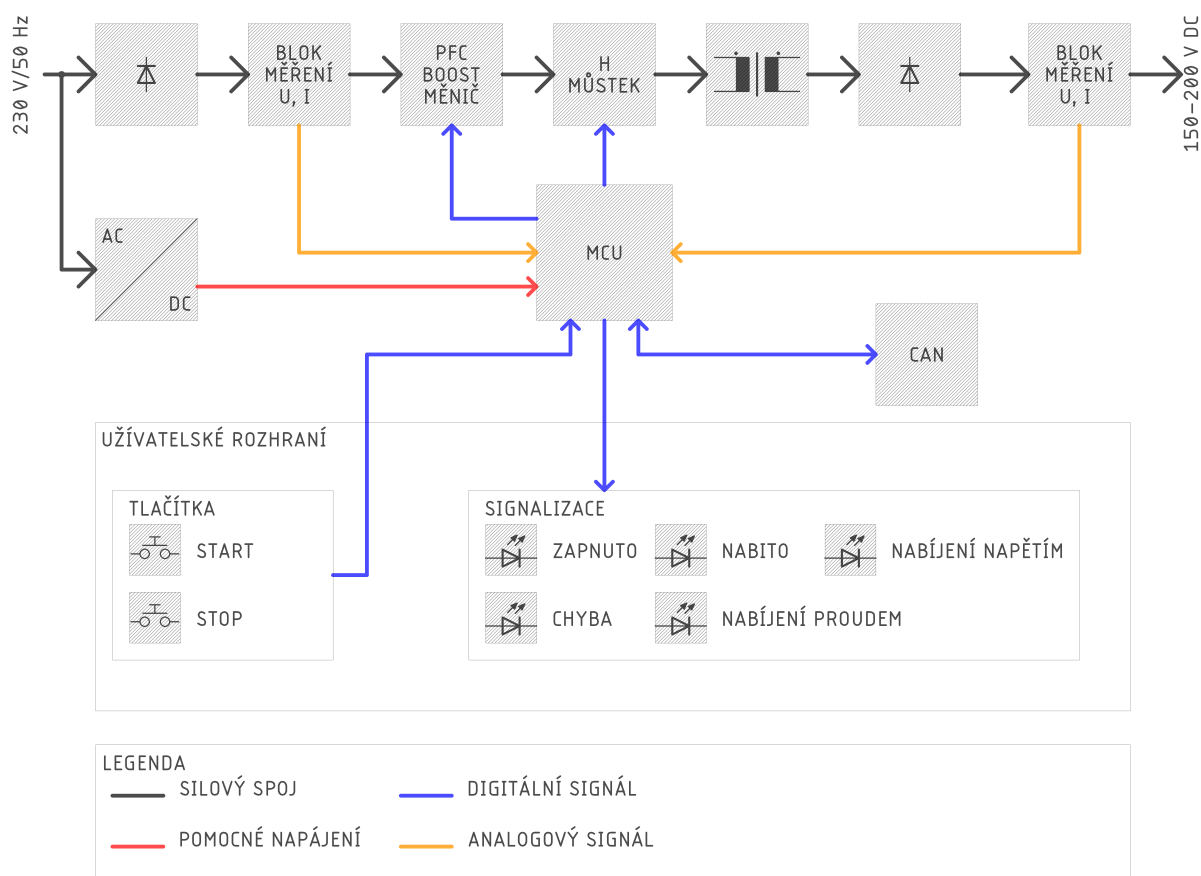 230 V/50 Hz
BLOK
MĚŘENÍ
U, I
PFC
BOOST
MĚNIČ
H
MŮSTEK
BLOK
MĚŘENÍ
U, I
150-200 V DC
AC
DC
MCU
CAN
UŽÍVATELSKÉ ROZHRANÍ
TLAČÍTKA
START
STOP
SIGNALIZACE
ZAPNUTO
NABITO
NABÍJENÍ NAPĚTÍM
CHYBA
NABÍJENÍ PROUDEM
LEGENDA
SILOVÝ SPOJ
DIGITÁLNÍ SIGNÁL
POMOCNÉ NAPÁJENÍ
ANALOGOVÝ SIGNÁL